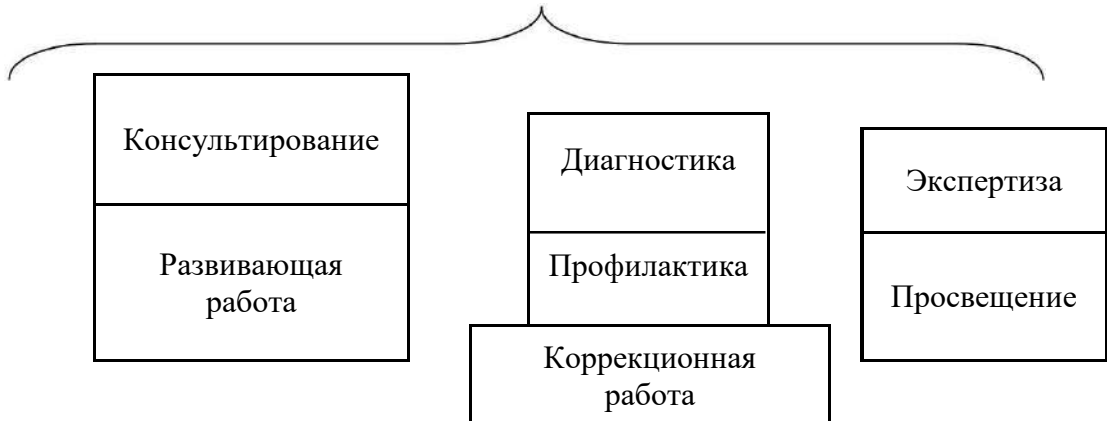 Консультирование
Развивающая
работа
Диагностика
Профилактика
Коррекционная
работа
Экспертиза
Просвещение